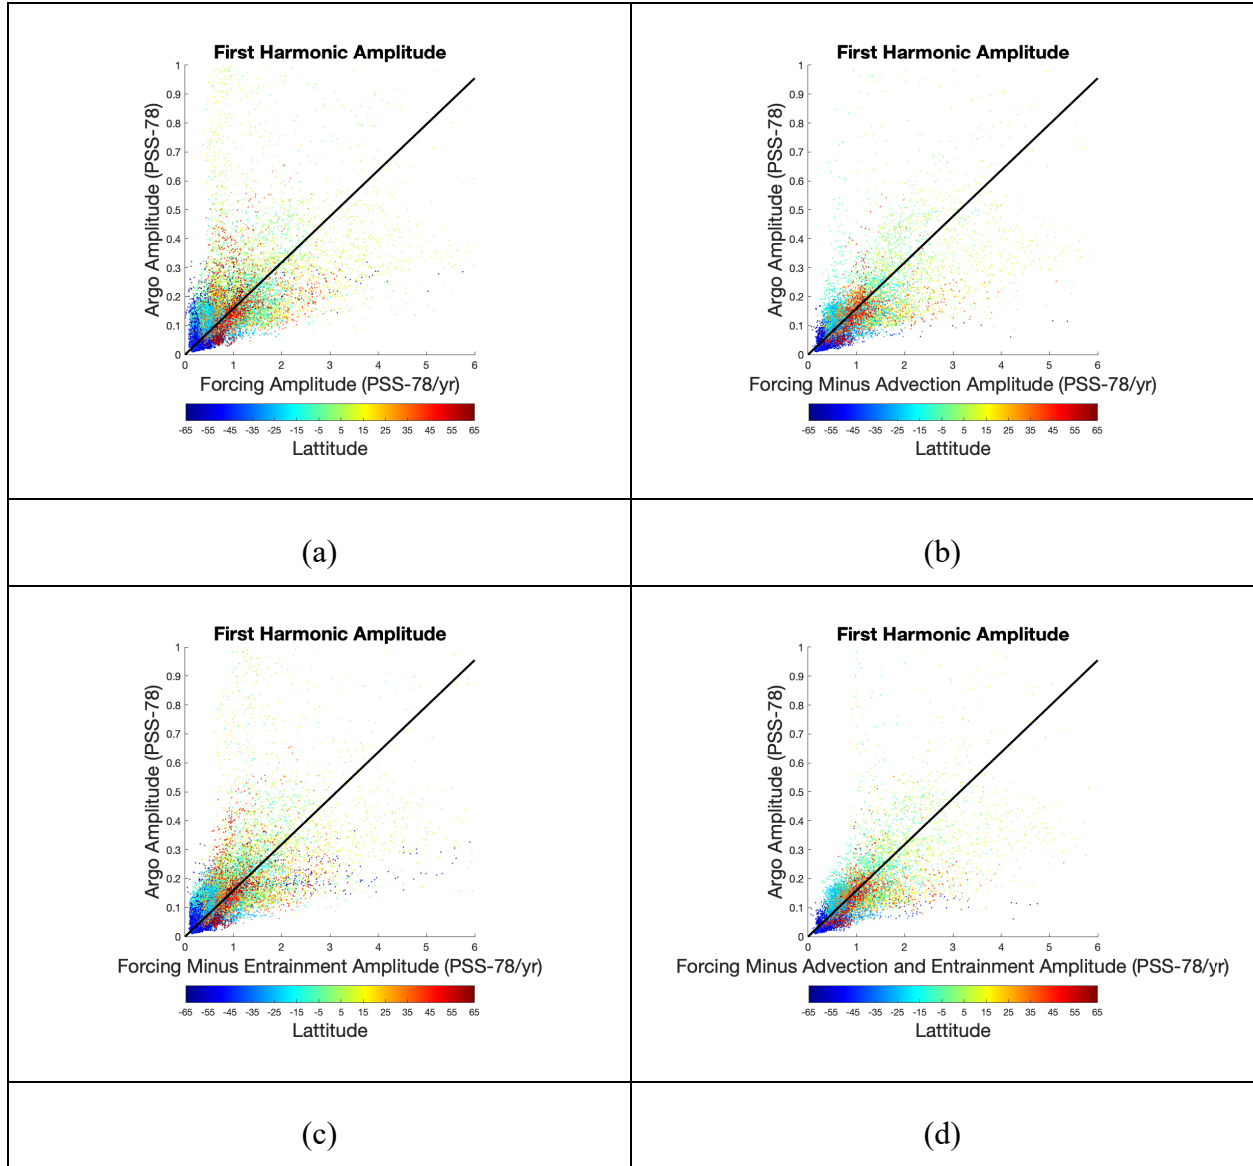 First Harmonic Amplitude
1
0.9
0.8
0.7
0.6
0.5
0.4
0.3
0.2
0.1
0
Argo Amplitude (PSS-78)
0 1 2 3 4 5 6
Forcing Amplitude (PSS-78/yr)
-65 -55 -45 -35 -25 -15 -5 5 15 25 35 45 55 65
Lattitude
(a)
First Harmonic Amplitude
1
0.9
0.8
0.7
0.6
0.5
0.4
0.3
0.2
0.1
0
Argo Amplitude (PSS-78)
0 1 2 3 4 5 6
Forcing Minus Advection Amplitude (PSS-78/yr)
-65 -55 -45 -35 -25 -15 -5 5 15 25 35 45 55 65
Lattitude
(b)
First Harmonic Amplitude
1
0.9
0.8
0.7
0.6
0.5
0.4
0.3
0.2
0.1
0
Argo Amplitude (PSS-78)
0 1 2 3 4 5 6
Forcing Minus Entrainment Amplitude (PSS-78/yr)
-65 -55 -45 -35 -25 -15 -5 5 15 25 35 45 55 65
Lattitude
(c)
First Harmonic Amplitude
1
0.9
0.8
0.7
0.6
0.5
0.4
0.3
0.2
0.1
0
Argo Amplitude (PSS-78)
0 1 2 3 4 5 6
Forcing Minus Advection and Entrainment Amplitude (PSS-78/yr)
-65 -55 -45 -35 -25 -15 -5 5 15 25 35 45 55 65
Lattitude
(d)